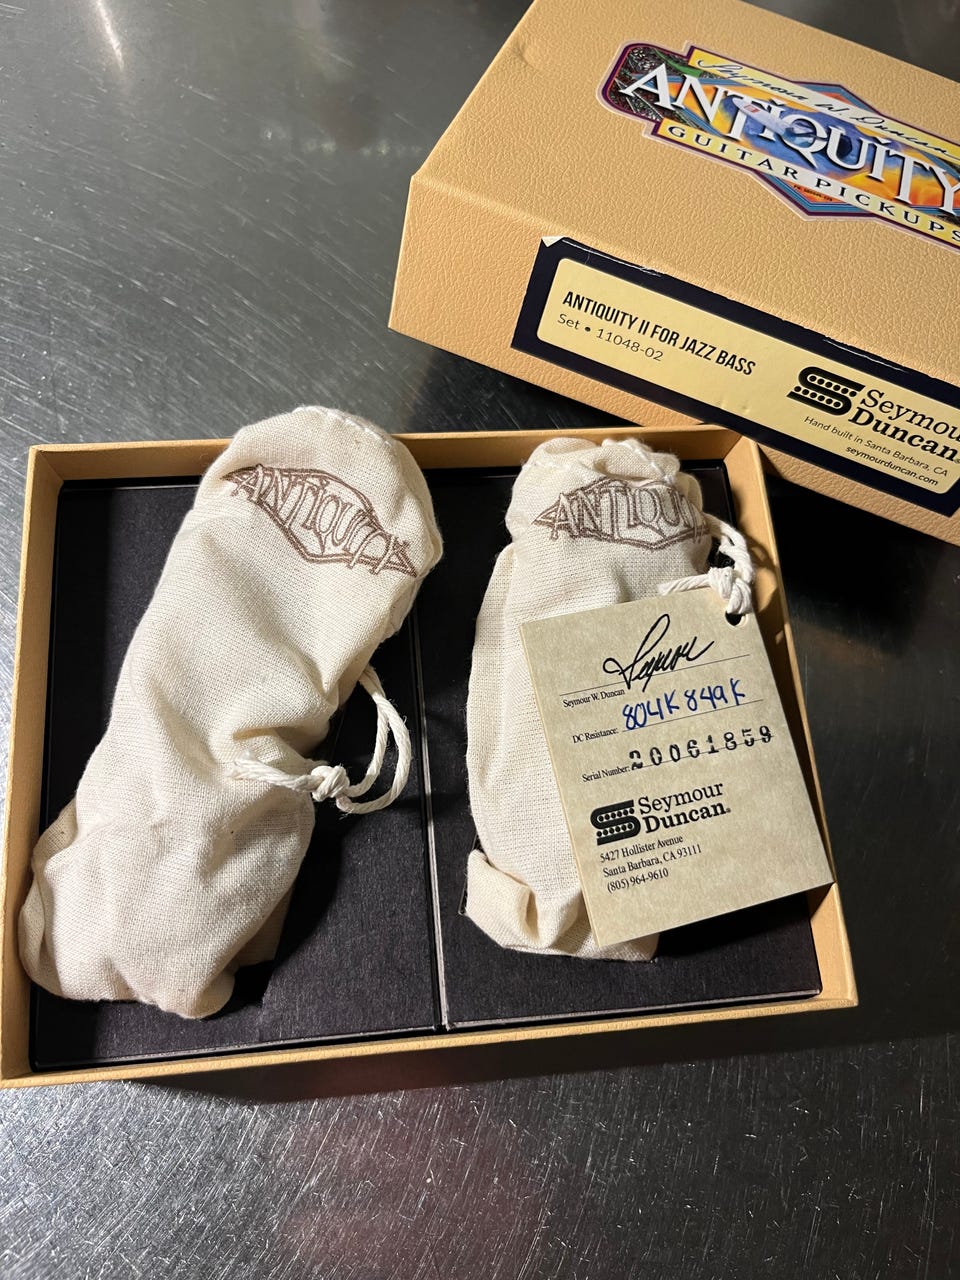 Seymour W. Duncan
ANTIQUITY
GUITAR PICKUPS
ANTIQUITY II FOR JAZZ BASS
Set • 11048-02
Seymou
Duncan
Hand built in Santa Barbara, CA
seymourduncan.com
ANTIQUITY
ANTIQUITY
Seymour
Seymour W. Duncan
804K 849K
DC Resistance:
Serial Number: 20061859
Seymour
Duncan®
5427 Hollister Avenue
Santa Barbara, CA 93111
(805) 964-9610